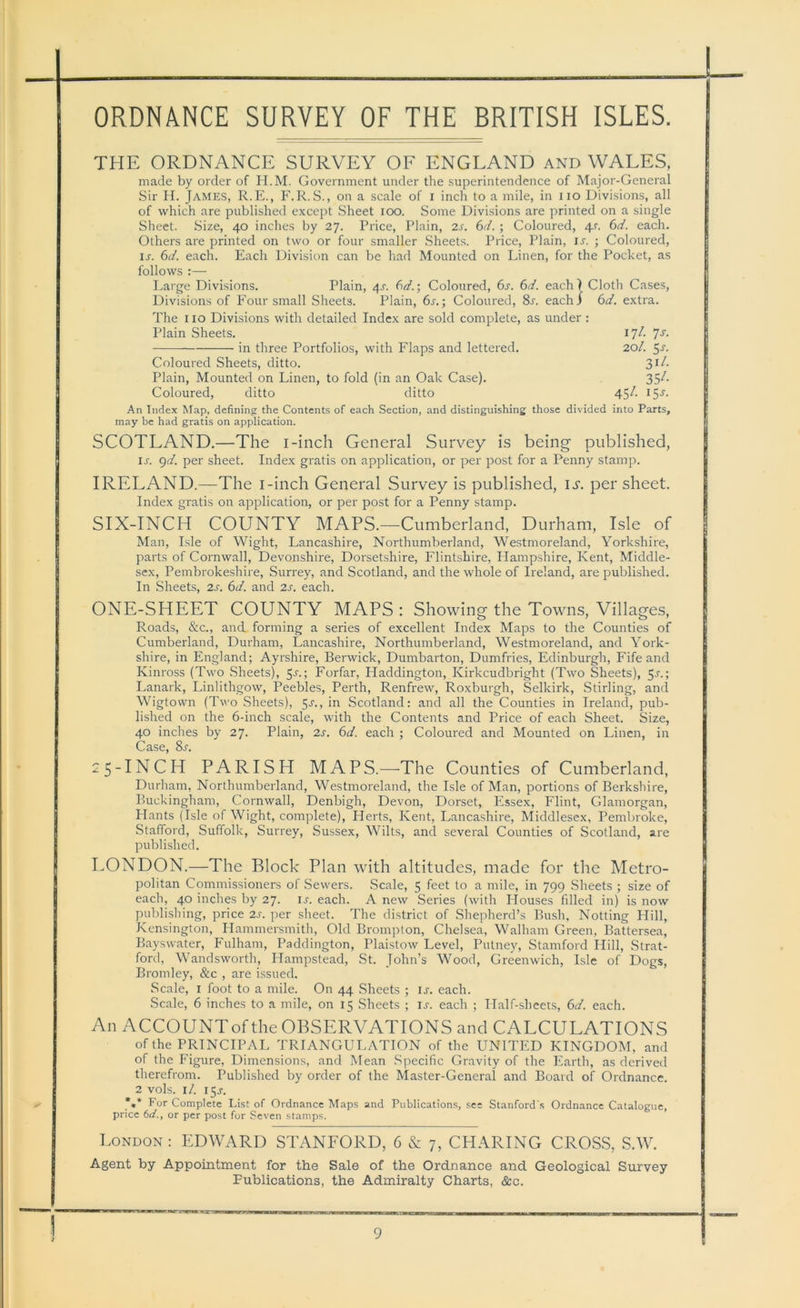 ORDNANCE SURVEY OF THE BRITISH ISLES.
THE ORDNANCE SURVEY OF ENGLAND AND WALES,
made by order of H.M. Government under the superintendence of Major-General
Sir H. JAMES, R.E., F.R.S., on a scale of 1 inch to a mile, in 110 Divisions, all
of which are published except Sheet 100. Some Divisions are printed on a single
Sheet. Size, 40 inches by 27. Price, Plain, 2s. 6d. ; Coloured, 4s. 6d. each.
Others are printed on two or four smaller Sheets. Price, Plain, 1s. ; Coloured,
1s. 6d. each. Each Division can be had Mounted on Linen, for the Pocket, as
follows :—
Large Divisions. Plain, 4s. 6d.; Coloured, 6s. 6d. each } Cloth Cases,
Divisions of Four small Sheets. Plain, 6s.; Coloured, 8s. each } 6d. extra.
The 110 Divisions with detailed Index are sold complete, as under :
Plain Sheets. 17l. 7s.
——— in three Portfolios, with Flaps and lettered. 20l. 5s.
Coloured Sheets, ditto. 31l.
Plain, Mounted on Linen, to fold (in an Oak Case). 35l.
Coloured, ditto ditto 45l. 15s.
An Index Map, defining the Contents of each Section, and distinguishing those divided into Parts,
may be had gratis on application.
SCOTLAND.—The 1-inch General Survey is being published,
1s. 9d. per sheet. Index gratis on application, or per post for a Penny stamp.
IRELAND.—The 1-inch General Survey is published, 1s. per sheet.
Index gratis on application, or per post for a Penny stamp.
SIX-INCH COUNTY MAPS.—Cumberland, Durham, Isle of
Man, Isle of Wight, Lancashire, Northumberland, Westmoreland, Yorkshire,
parts of Cornwall, Devonshire, Dorsetshire, Flintshire, Hampshire, Kent, Middle-
sex, Pembrokeshire, Surrey, and Scotland, and the whole of Ireland, are published.
In Sheets, 2s. 6d. and 2s. each.
ONE-SHEET COUNTY MAPS : Showing the Towns, Villages,
Roads, &c., and forming a series of excellent Index Maps to the Counties of
Cumberland, Durham, Lancashire, Northumberland, Westmoreland, and York-
shire, in England; Ayrshire, Berwick, Dumbarton, Dumfries, Edinburgh, Fife and
Kinross (Two Sheets), 5s.; Forfar, Haddington, Kirkcudbright (Two Sheets), 5s.;
Lanark, Linlithgow, Peebles, Perth, Renfrew, Roxburgh, Selkirk, Stirling, and
Wigtown (Two Sheets), 5s., in Scotland: and all the Counties in Ireland, pub-
lished on the 6-inch scale, with the Contents and Price of each Sheet. Size,
40 inches by 27. Plain, 2s. 6d. each ; Coloured and Mounted on Linen, in
Case, 8s.
25-INCH PARISH MAPS.—The Counties of Cumberland,
Durham, Northumberland, Westmoreland, the Isle of Man, portions of Berkshire,
Buckingham, Cornwall, Denbigh, Devon, Dorset, Essex, Flint, Glamorgan,
Hants (Isle of Wight, complete), Herts, Kent, Lancashire, Middlesex, Pembroke,
Stafford, Suffolk, Surrey, Sussex, Wilts, and several Counties of Scotland, are
published.
LONDON.—The Block Plan with altitudes, made for the Metro-
politan Commissioners of Sewers. Scale, 5 feet to a mile, in 799 Sheets ; size of
each, 40 inches by 27. 1s. each. A new Series (with Houses filled in) is now
publishing, price 2s. per sheet. The district of Shepherd's Bush, Notting Hill,
Kensington, Hammersmith, Old Brompton, Chelsea, Walham Green, Battersea,
Bayswater, Fulham, Paddington, Plaistow Level, Putney, Stamford Hill, Strat-
ford, Wandsworth, Hampstead, St. John's Wood, Greenwich, Isle of Dogs,
Bromley, &c , are issued.
Scale, 1 foot to a mile. On 44 Sheets ; 1s. each.
Scale, 6 inches to a mile, on 15 Sheets ; 1s. each ; Half-sheets, 6d. each.
An ACCOUNT of the OBSERVATIONS and CALCULATIONS
of the PRINCIPAL TRIANGULATION of the UNITED KINGDOM, and
of the Figure, Dimensions, and Mean Specific Gravity of the Earth, as derived
therefrom. Published by order of the Master-General and Board of Ordnance.
2 vols. 1l. 15s.
*** For Complete List of Ordnance Maps and Publications, see Stanford's Ordnance Catalogue,
price 6d., or per post for Seven stamps.
LONDON : EDWARD STANFORD, 6 & 7, CHARING CROSS, S.W.
Agent by Appointment for the Sale of the Ordnance and Geological Survey
Publications, the Admiralty Charts, &c.
9